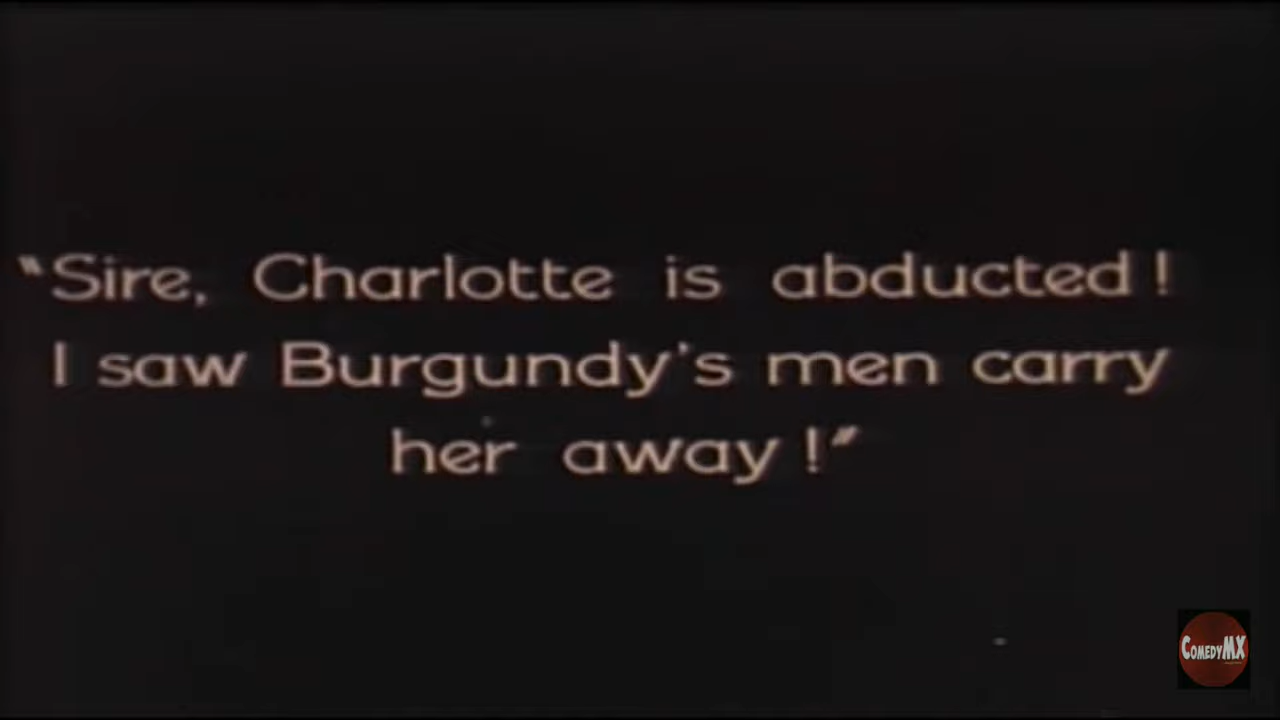 "Sire, Charlotte is abducted!
I saw Burgundy's men carry
her away!"
COMEDYMX